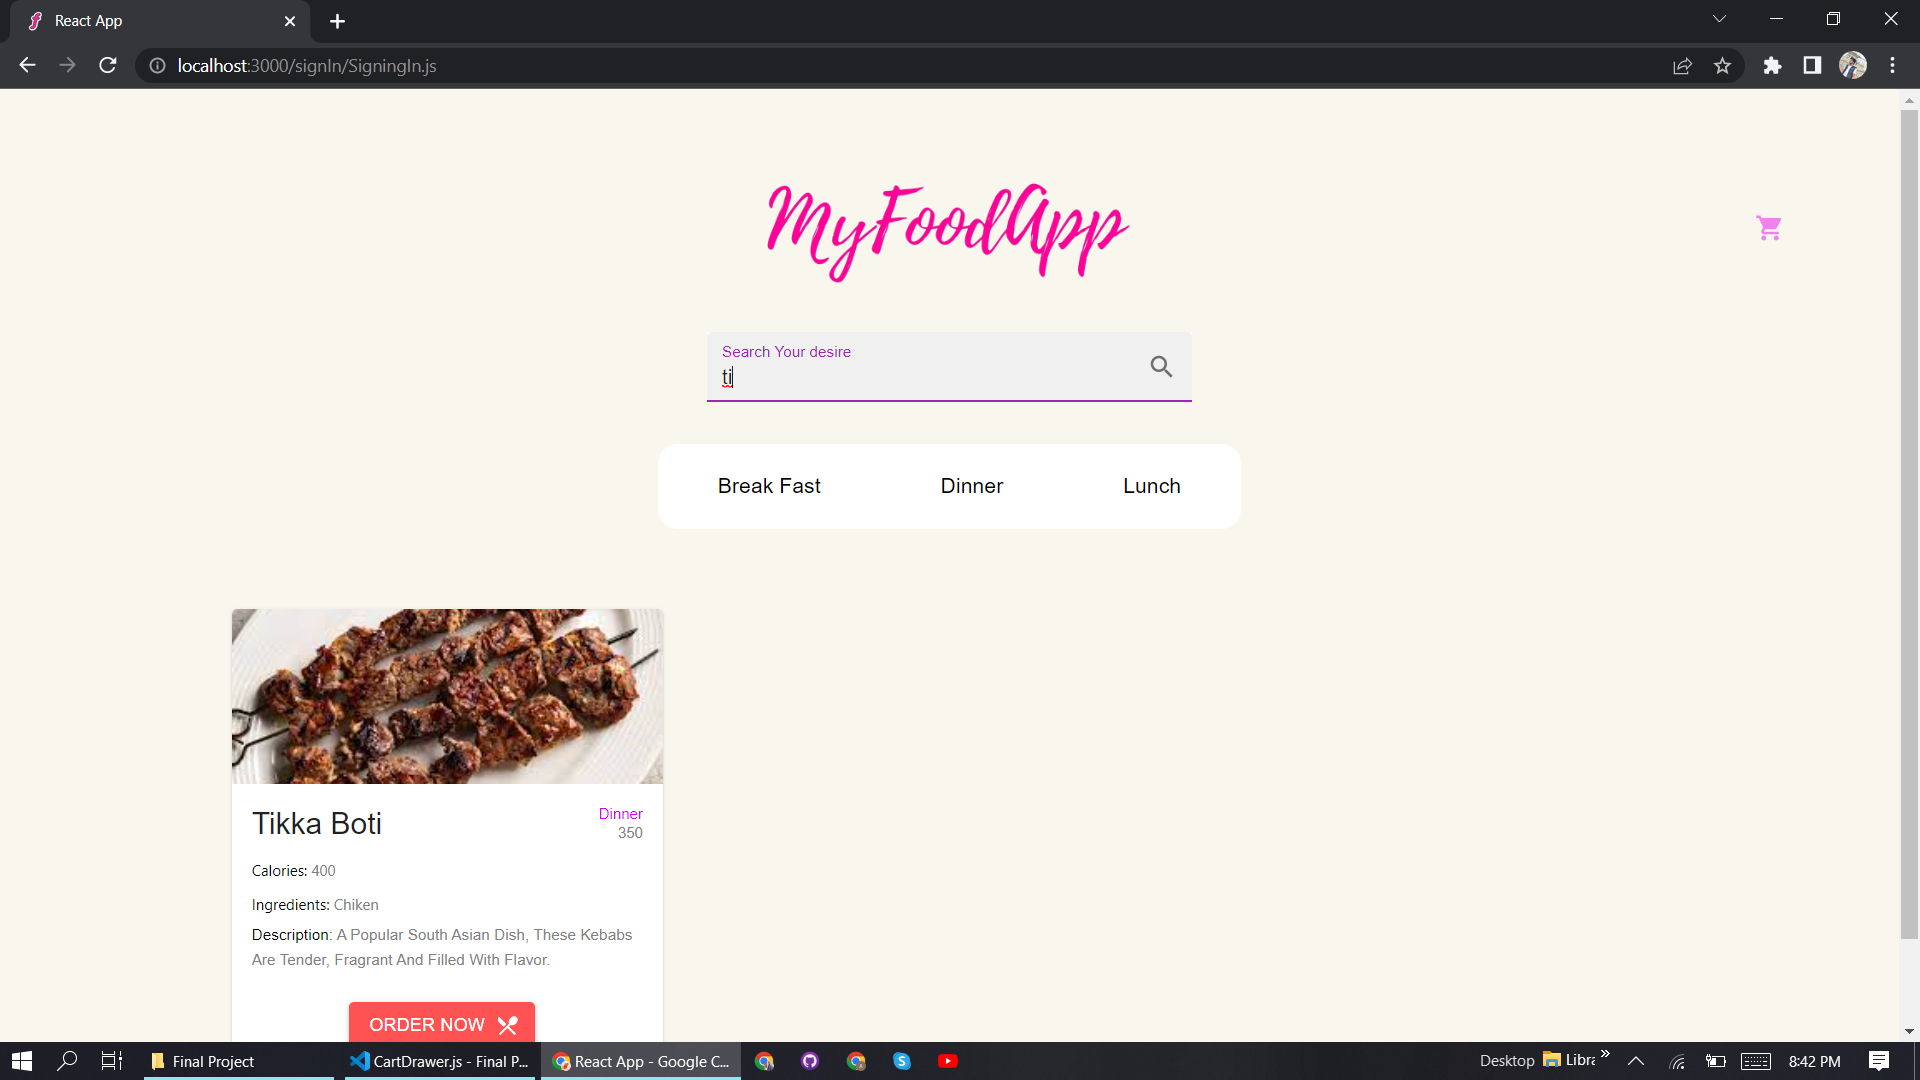 React App
localhost:3000/signIn/SigningIn.js
MyFoodApp
Search Your desire
ti
Break Fast Dinner Lunch
Tikka Boti
Dinner
350
Calories: 400
Ingredients: Chiken
Description: A Popular South Asian Dish, These Kebabs
Are Tender, Fragrant And Filled With Flavor.
ORDER NOW
Final Project CartDrawer.js - Final P... React App - Google C... Desktop Libra » 8:42 PM